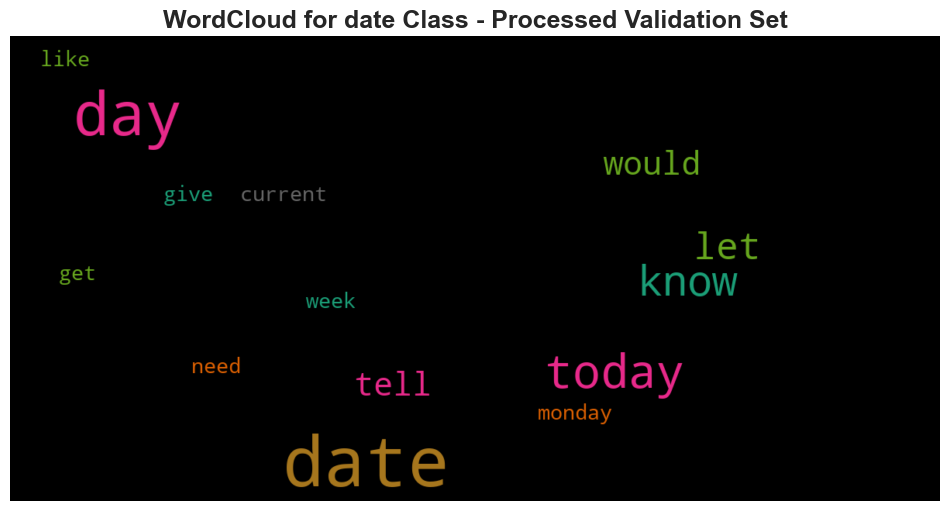 WordCloud for date Class - Processed Validation Set
like
day
would
give current
let
get
know
week
need
tell
today
monday
date